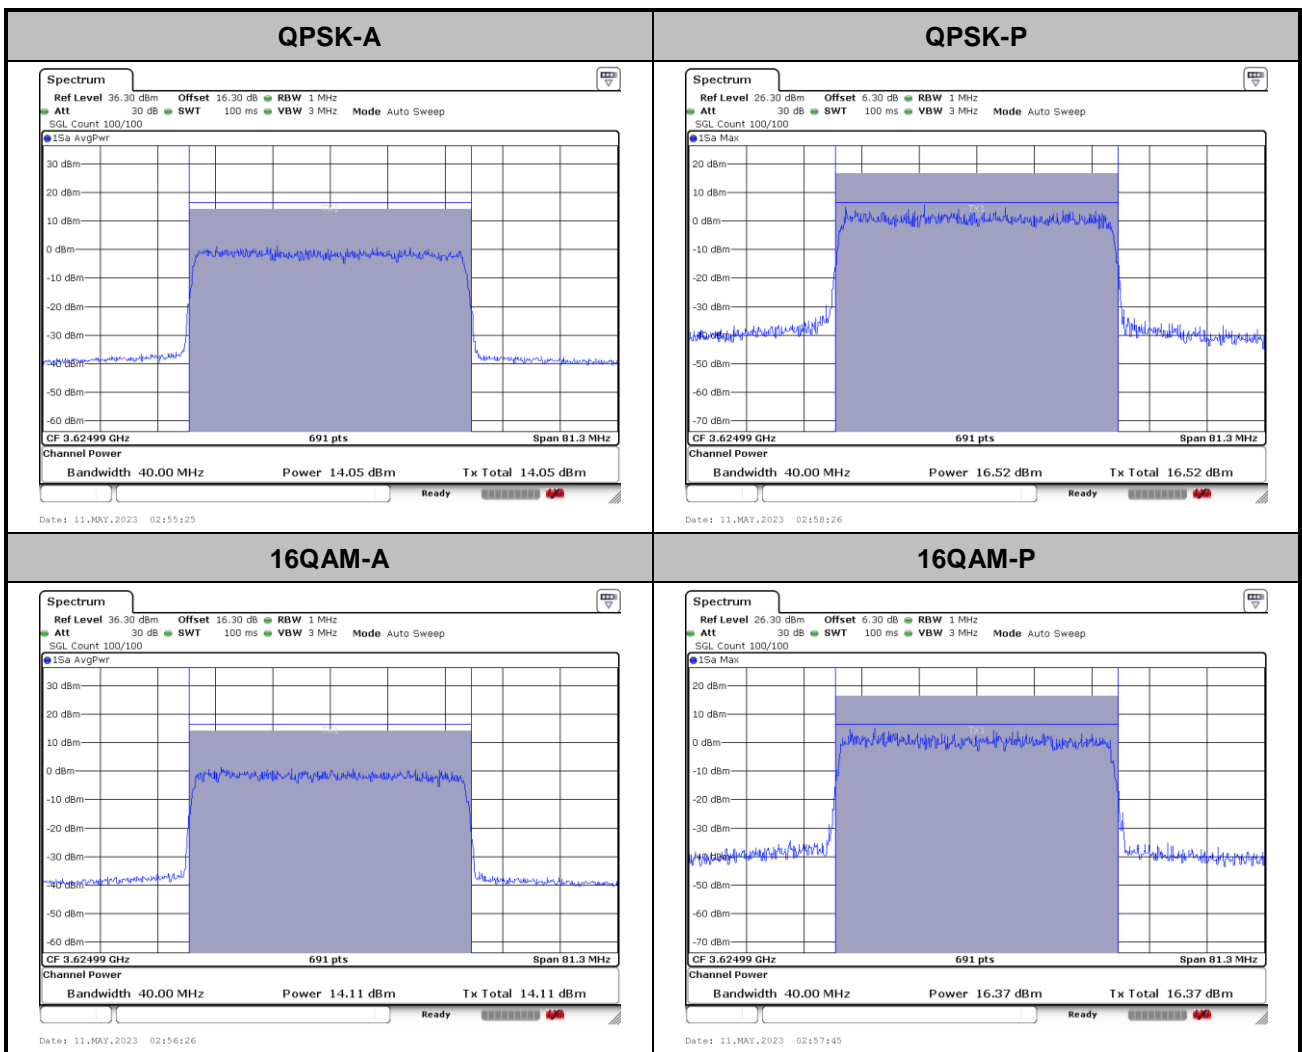 QPSK-A
QPSK-P
Spectrum
Ref Level 36.30 dBm Offset 16.30 dB RBW 1 MHz
Att 30 dB SWT 100 ms VBW 3 MHz Mode Auto Sweep
SGL Count 100/100
1Sa AvgPwr
30 dBm
20 dBm
10 dBm
0 dBm
-10 dBm
-20 dBm
-30 dBm
-40 dBm
-50 dBm
-60 dBm
CF 3.62499 GHz 691 pts Span 81.3 MHz
Channel Power
Bandwidth 40.00 MHz Power 14.05 dBm Tx Total 14.05 dBm
Ready
Date: 11.MAY.2023 02:55:25
Spectrum
Ref Level 26.30 dBm Offset 6.30 dB RBW 1 MHz
Att 30 dB SWT 100 ms VBW 3 MHz Mode Auto Sweep
SGL Count 100/100
1Sa Max
20 dBm
10 dBm
TX1
0 dBm
-10 dBm
-20 dBm
-30 dBm
-40 dBm
-50 dBm
-60 dBm
-70 dBm
CF 3.62499 GHz 691 pts Span 81.3 MHz
Channel Power
Bandwidth 40.00 MHz Power 16.52 dBm Tx Total 16.52 dBm
Ready
Date: 11.MAY.2023 02:58:26
16QAM-A
16QAM-P
Spectrum
Ref Level 36.30 dBm Offset 16.30 dB RBW 1 MHz
Att 30 dB SWT 100 ms VBW 3 MHz Mode Auto Sweep
SGL Count 100/100
1Sa AvgPwr
30 dBm
20 dBm
10 dBm
0 dBm
-10 dBm
-20 dBm
-30 dBm
-40 dBm
-50 dBm
-60 dBm
CF 3.62499 GHz 691 pts Span 81.3 MHz
Channel Power
Bandwidth 40.00 MHz Power 14.11 dBm Tx Total 14.11 dBm
Ready
Date: 11.MAY.2023 02:56:26
Spectrum
Ref Level 26.30 dBm Offset 6.30 dB RBW 1 MHz
Att 30 dB SWT 100 ms VBW 3 MHz Mode Auto Sweep
SGL Count 100/100
1Sa Max
20 dBm
10 dBm
TX1
0 dBm
-10 dBm
-20 dBm
-30 dBm
-40 dBm
-50 dBm
-60 dBm
-70 dBm
CF 3.62499 GHz 691 pts Span 81.3 MHz
Channel Power
Bandwidth 40.00 MHz Power 16.37 dBm Tx Total 16.37 dBm
Ready
Date: 11.MAY.2023 02:57:45